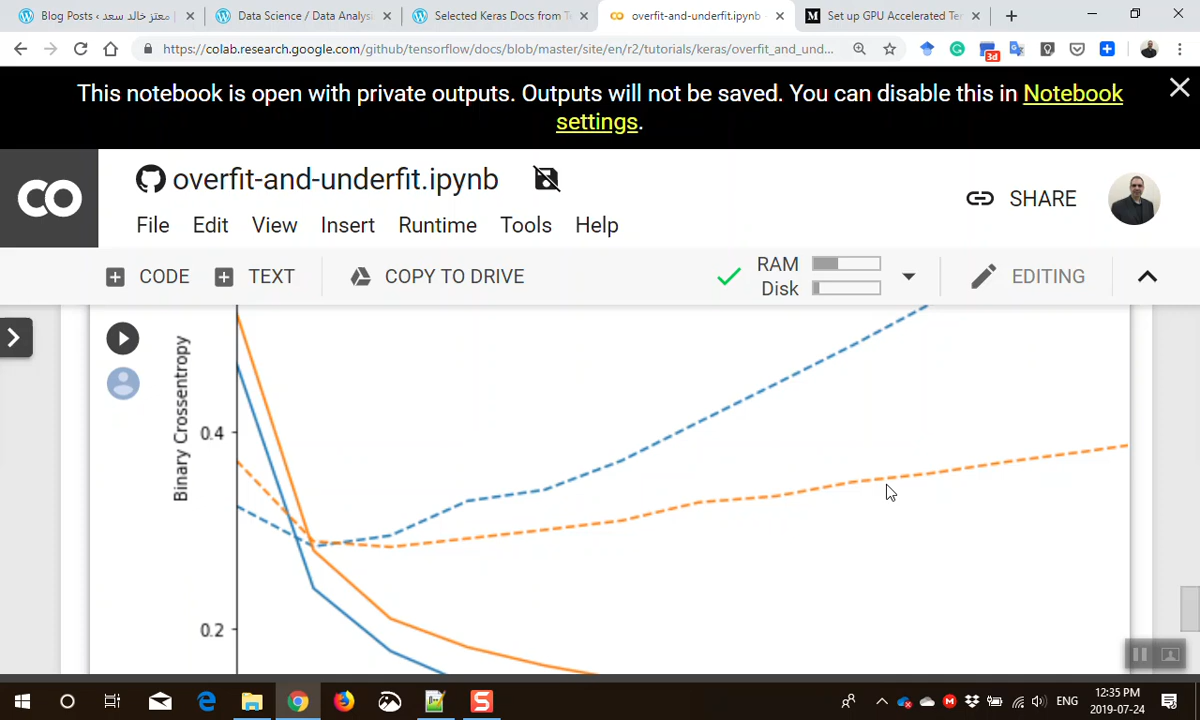 Blog Posts ‹ معتز خالد سعد |
Data Science / Data Analysi
Selected Keras Docs from T
overfit-and-underfit.ipynb
Set up GPU Accelerated Te
https://colab.research.google.com/github/tensorflow/docs/blob/master/site/en/r2/tutorials/keras/overfit_and_und...
3d
This notebook is open with private outputs. Outputs will not be saved. You can disable this in Notebook
settings.
overfit-and-underfit.ipynb
SHARE
File Edit View Insert Runtime Tools Help
CODE TEXT COPY TO DRIVE
RAM
Disk
EDITING
Binary Crossentropy
0.4
0.2
ENG
12:35 PM
2019-07-24